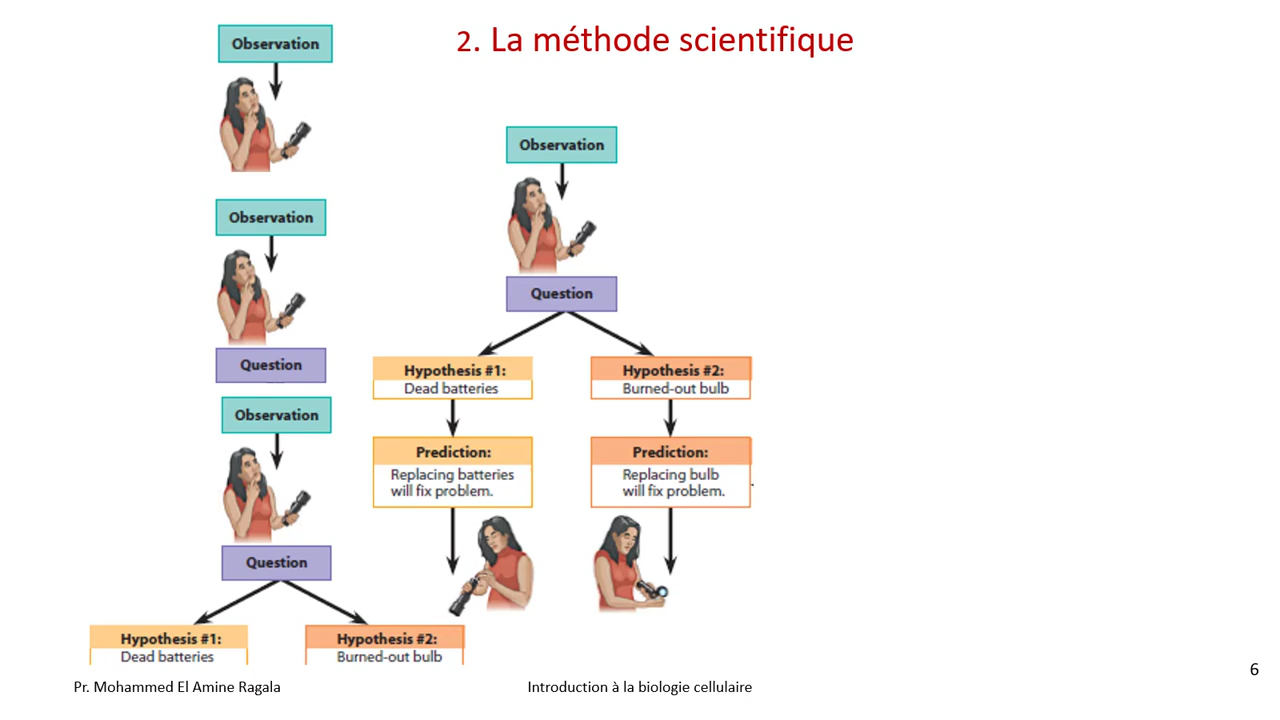 2. La méthode scientifique
Observation
Observation
Question
Observation
Question
Hypothesis #1:
Dead batteries
Hypothesis #2:
Burned-out bulb
Observation
Question
Hypothesis #1:
Dead batteries
Hypothesis #2:
Burned-out bulb
Prediction:
Replacing batteries
will fix problem.
Prediction:
Replacing bulb
will fix problem.
.
Pr. Mohammed El Amine Ragala
Introduction à la biologie cellulaire
6